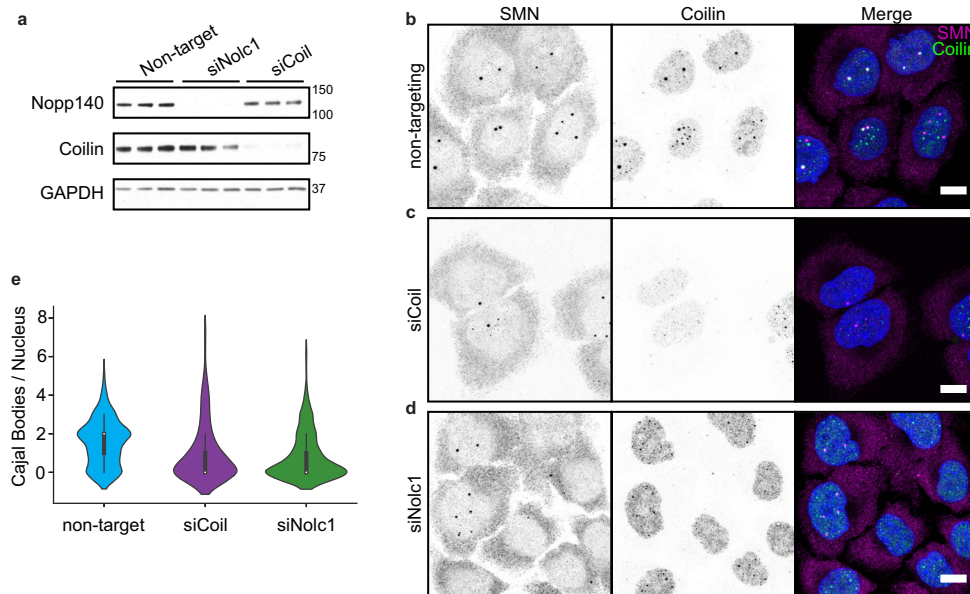 a
Non-target
siNolc1
siCoil
Nopp140
150
100
Coilin
75
GAPDH
37
b
SMN
Coilin
Merge
non-targeting
SMN
Coilin
c
siCoil
d
siNolc1
e
Cajal Bodies / Nucleus
8
6
4
2
0
non-target
siCoil
siNolc1